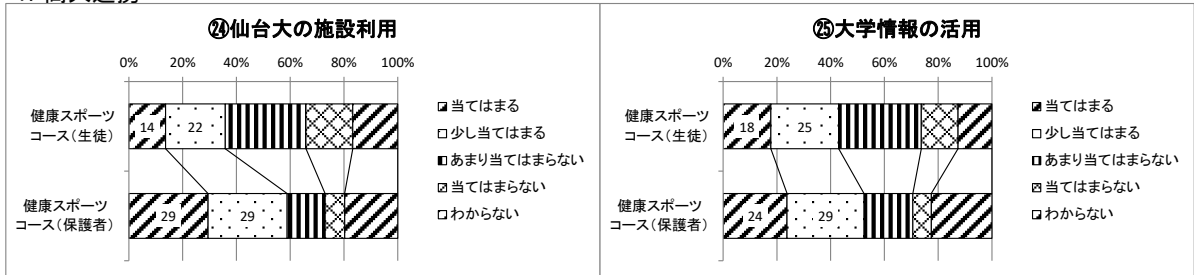 ㉔仙台大の施設利用
0% 20% 40% 60% 80% 100%
健康スポーツ
コース（生徒）
14 22
健康スポーツ
コース（保護者）
29 29
当てはまる
少し当てはまる
あまり当てはまらない
当てはまらない
わからない
㉕大学情報の活用
0% 20% 40% 60% 80% 100%
健康スポーツ
コース（生徒）
18 25
健康スポーツ
コース（保護者）
24 29
当てはまる
少し当てはまる
あまり当てはまらない
当てはまらない
わからない